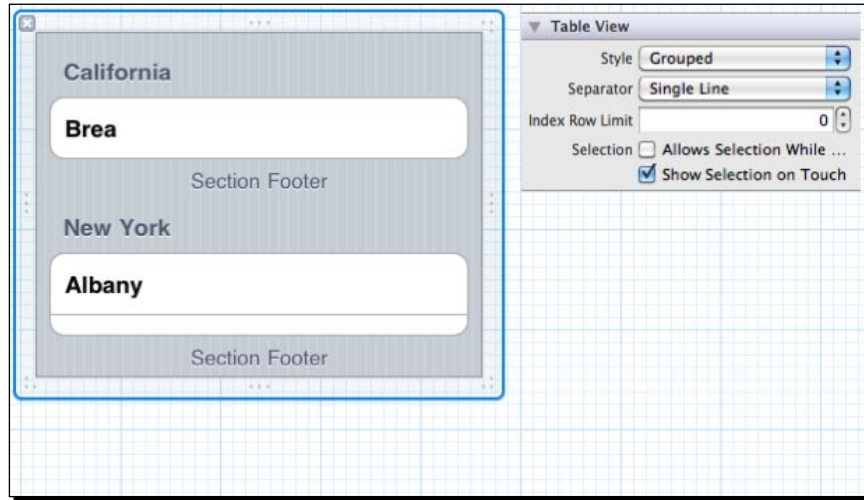 California
Brea
Section Footer
New York
Albany
Section Footer
Table View
Style Grouped
Separator Single Line
Index Row Limit 0
Selection Allows Selection While ...
Show Selection on Touch